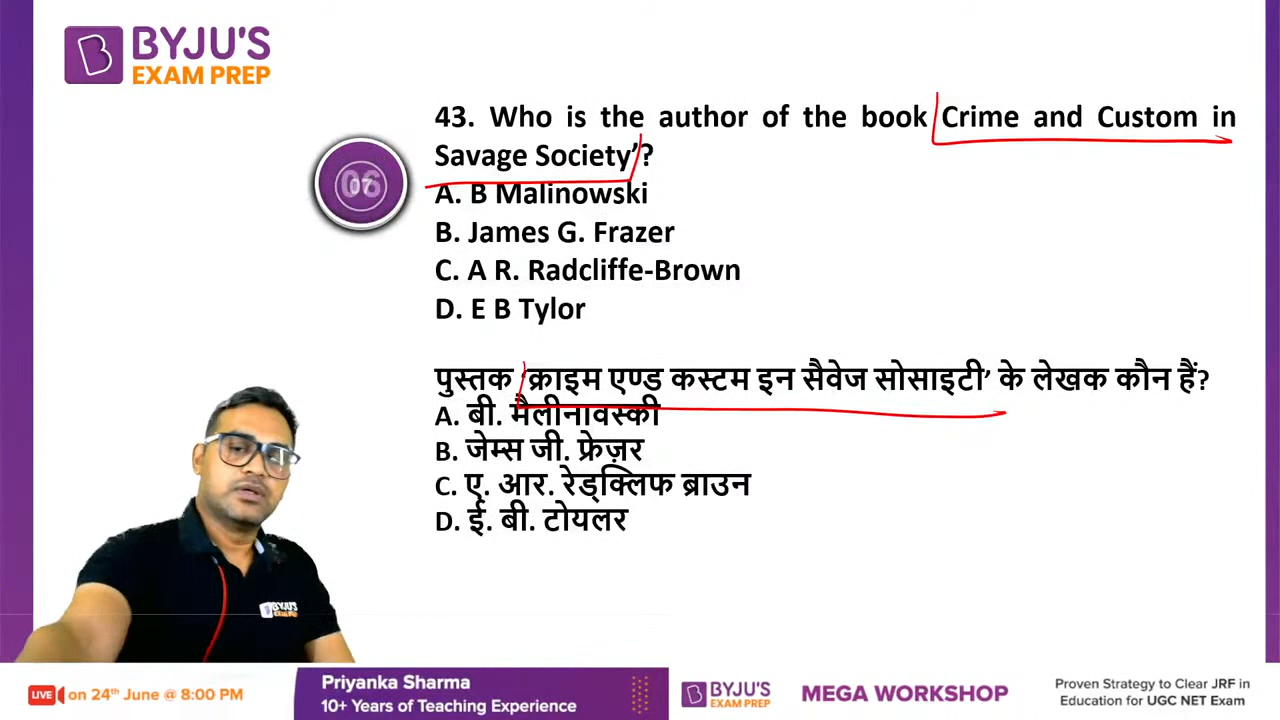 BYJU'S
EXAM PREP
43. Who is the author of the book Crime and Custom in
Savage Society’?
A. B Malinowski
B. James G. Frazer
C. A R. Radcliffe-Brown
D. E B Tylor
पुस्तक ‘क्राइम एण्ड कस्टम इन सैवेज सोसाइटी’ के लेखक कौन हैं?
A. बी. मैलीनावस्की
B. जेम्स जी. फ्रेज़र
C. ए. आर. रेड्क्लिफ ब्राउन
D. ई. बी. टोयलर
BYJU'S
EXAM PREP
LIVE on 24th June @ 8:00 PM
Priyanka Sharma
10+ Years of Teaching Experience
BYJU'S
EXAM PREP
MEGA WORKSHOP
Proven Strategy to Clear JRF in
Education for UGC NET Exam